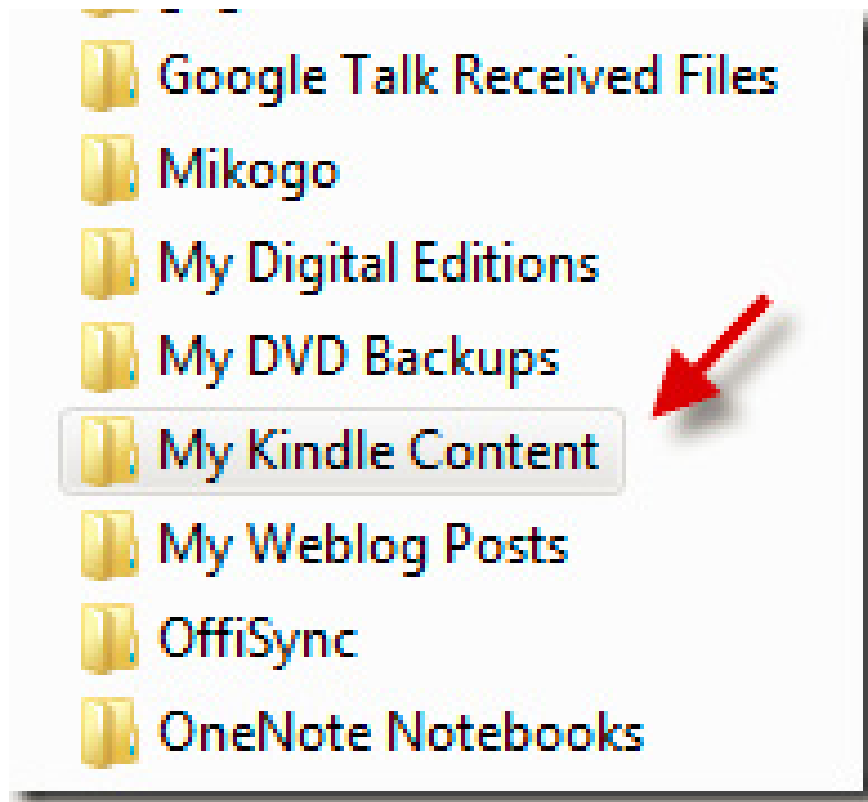 Google Talk Received Files
Mikogo
My Digital Editions
My DVD Backups
My Kindle Content
My Weblog Posts
OffiSync
OneNote Notebooks